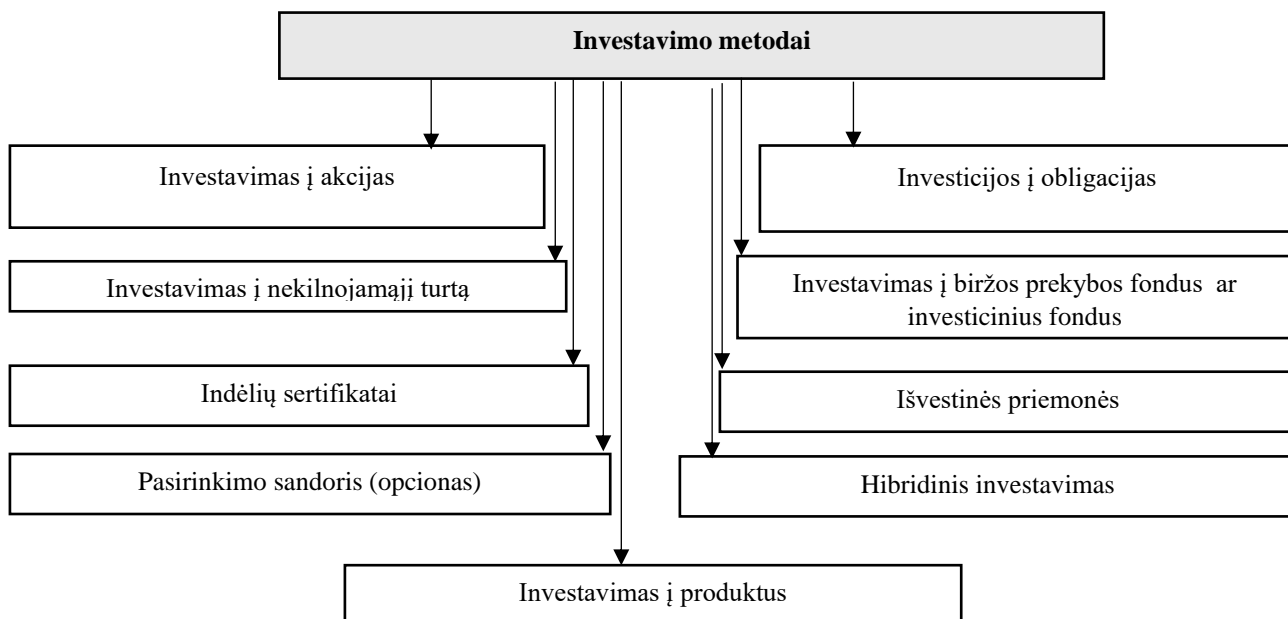 Investavimo metodai
Investavimas į akcijas
Investicijos į obligacijas
Investavimas į nekilnojamąjį turtą
Investavimas į biržos prekybos fondus ar
investicinius fondus
Indėlių sertifikatai
Išvestinės priemonės
Pasirinkimo sandoris (opcionas)
Hibridinis investavimas
Investavimas į produktus